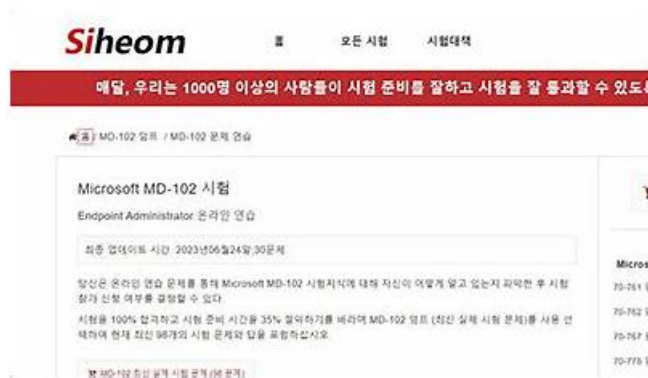 Siheom
홈 모든 시험 시험대책
매달, 우리는 1000명 이상의 사람들이 시험 준비를 잘하고 시험을 잘 통과할 수 있도록
홈 / MD-102 덤프 / MD-102 문제 연습
Microsoft MD-102 시험
Endpoint Administrator 온라인 연습
최종 업데이트 시간: 2023년06월24일,30문제
당신은 온라인 연습 문제를 통해 Microsoft MD-102 시험지식에 대해 자신이 어떻게 알고 있는지 파악한 후 시험
참가 신청 여부를 결정할 수 있다.
시험을 100% 합격하고 시험 준비 시간을 35% 절약하기를 바라며 MD-102 덤프 (최신 실제 시험 문제)를 사용 선
택하여 현재 최신 98개의 시험 문제와 답을 포함하십시오.
MD-102 최신 실제 시험 문제 (98 문제)
Micros
70-761
70-762
70-767
70-778